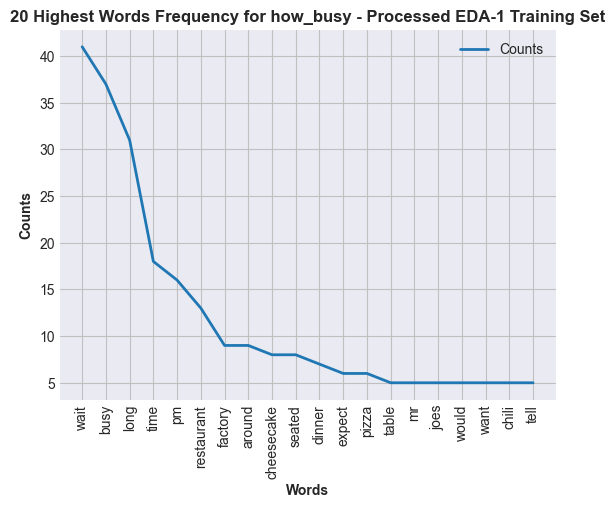 20 Highest Words Frequency for how_busy - Processed EDA-1 Training Set
Counts
40
35
30
25
20
15
10
5
Counts
wait
busy
long
time
pm
restaurant
factory
around
cheesecake
seated
dinner
expect
pizza
table
mr
joes
would
want
chili
tell
Words